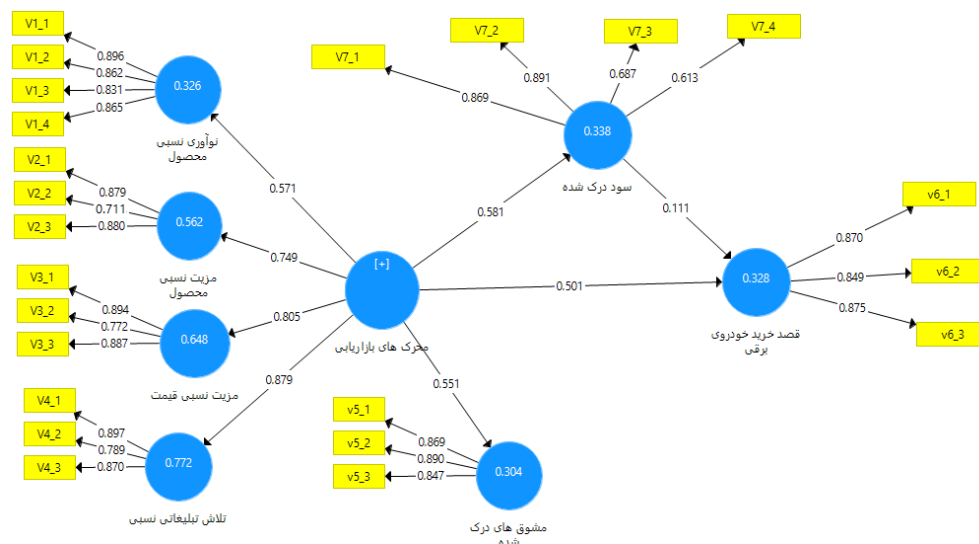 V1_1
V1_2
V1_3
V1_4
0.896
0.862
0.831
0.865
0.326
نوآوری نسبی
محصول
0.571
V2_1
V2_2
V2_3
0.879
0.711
0.880
0.562
مزیت نسبی
محصول
0.749
V3_1
V3_2
V3_3
0.894
0.772
0.887
0.648
مزیت نسبی قیمت
0.805
V4_1
V4_2
V4_3
0.897
0.789
0.870
0.772
تلاش تبلیغاتی نسبی
0.879
[+]
محرک های بازاریابی
V7_1
V7_2
V7_3
V7_4
0.869
0.891
0.687
0.613
0.338
سود درک شده
0.581
0.111
0.501
v6_1
v6_2
v6_3
0.870
0.849
0.875
0.328
قصد خرید خودروی
برقی
0.551
v5_1
v5_2
v5_3
0.869
0.890
0.847
0.304
مشوق های درک
شده